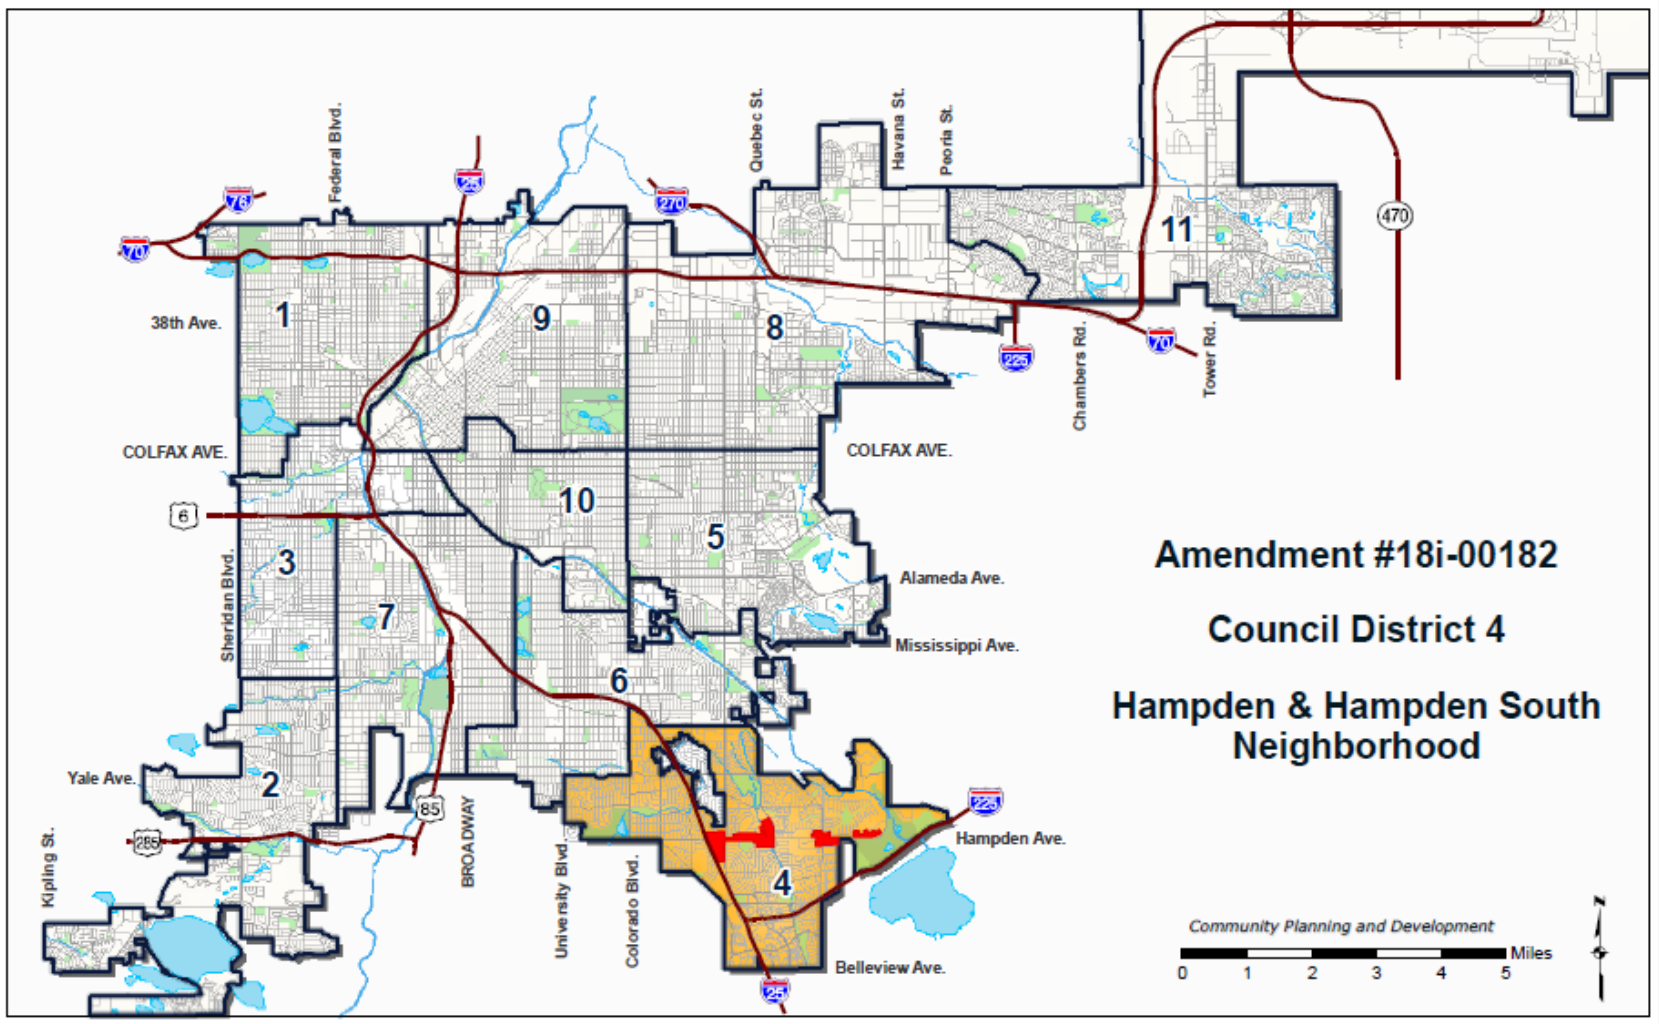 Federal Blvd.
Quebec St.
Havana St.
Peoria St.
76
25
270
70
470
11
1
9
8
38th Ave.
225
70
Chambers Rd.
Tower Rd.
COLFAX AVE.
COLFAX AVE.
10
6
5
3
Sheridan Blvd.
7
Alameda Ave.
Mississippi Ave.
6
Amendment #18i-00182
Council District 4
Hampden & Hampden South
Neighborhood
Yale Ave.
2
85
285
BROADWAY
225
Hampden Ave.
Kipling St.
University Blvd.
Colorado Blvd.
4
Belleview Ave.
25
Community Planning and Development
Miles
0 1 2 3 4 5
N